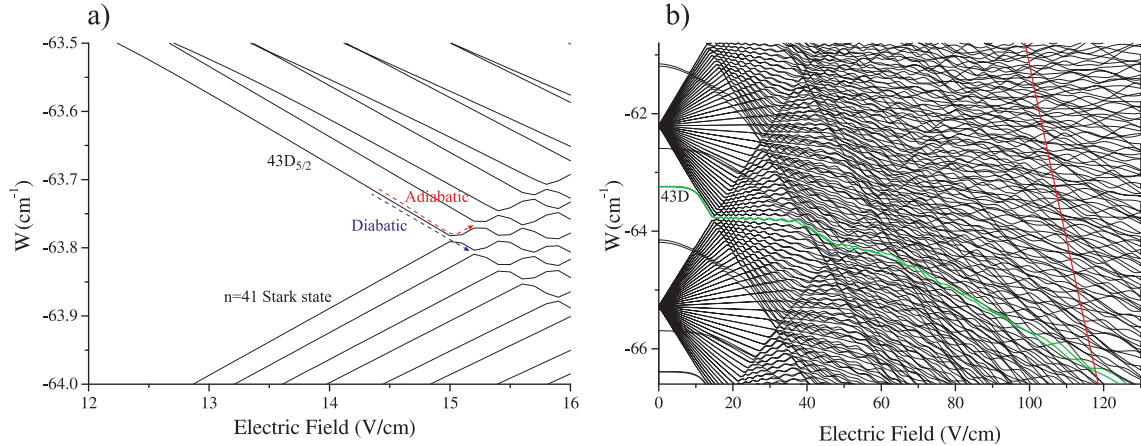 a)
-63.5
-63.6
-63.7
-63.8
-63.9
-64.0
W (cm⁻¹)
43D₅/₂
Adiabatic
Diabatic
n=41 Stark state
12 13 14 15 16
Electric Field (V/cm)
b)
-62
-64
-66
W (cm⁻¹)
43D
0 20 40 60 80 100 120
Electric Field (V/cm)